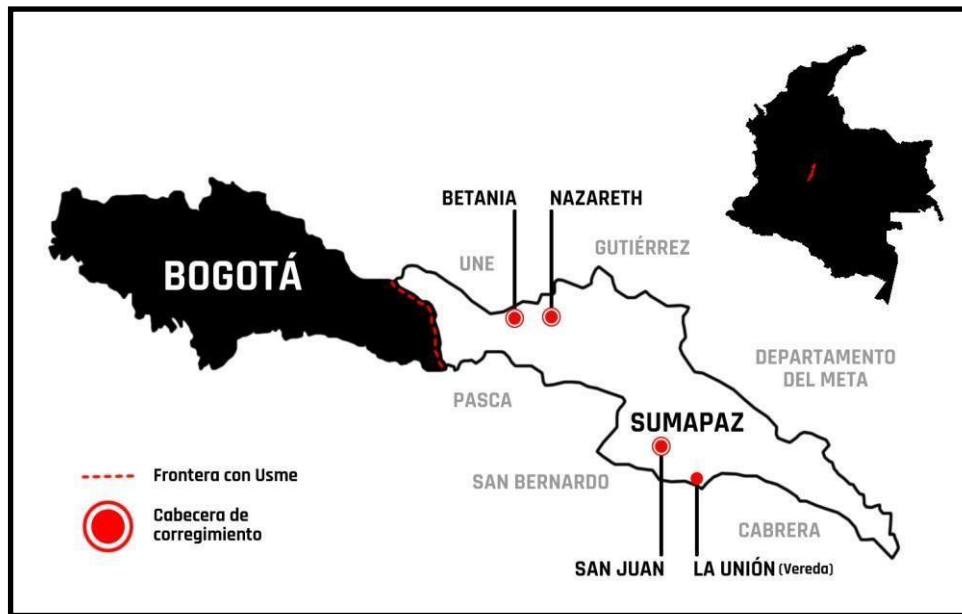 BETANIA
NAZARETH
UNE
GUTIÉRREZ
BOGOTÁ
DEPARTAMENTO
DEL META
PASCA
SUMAPAZ
Frontera con Usme
SAN BERNARDO
Cabecera de
corregimiento
CABRERA
SAN JUAN
LA UNIÓN (Vereda)